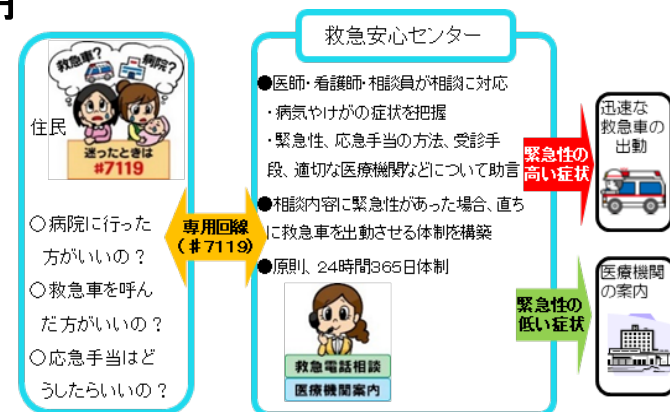 救急安心センター
救急車?
病院?
住民
迷ったときは
#7119
○病院に行った
方がいいの？
○救急車を呼ん
だ方がいいの？
○応急手当はど
うしたらいいの？
専用回線
(＃7119)
●医師・看護師・相談員が相談に対応
・病気やけがの症状を把握
・緊急性、応急手当の方法、受診手
段、適切な医療機関などについて助言
●相談内容に緊急性があった場合、直ち
に救急車を出動させる体制を構築
●原則、24時間365日体制
救急電話相談
医療機関案内
緊急性の
高い症状
迅速な
救急車の
出動
緊急性の
低い症状
医療機関
の案内